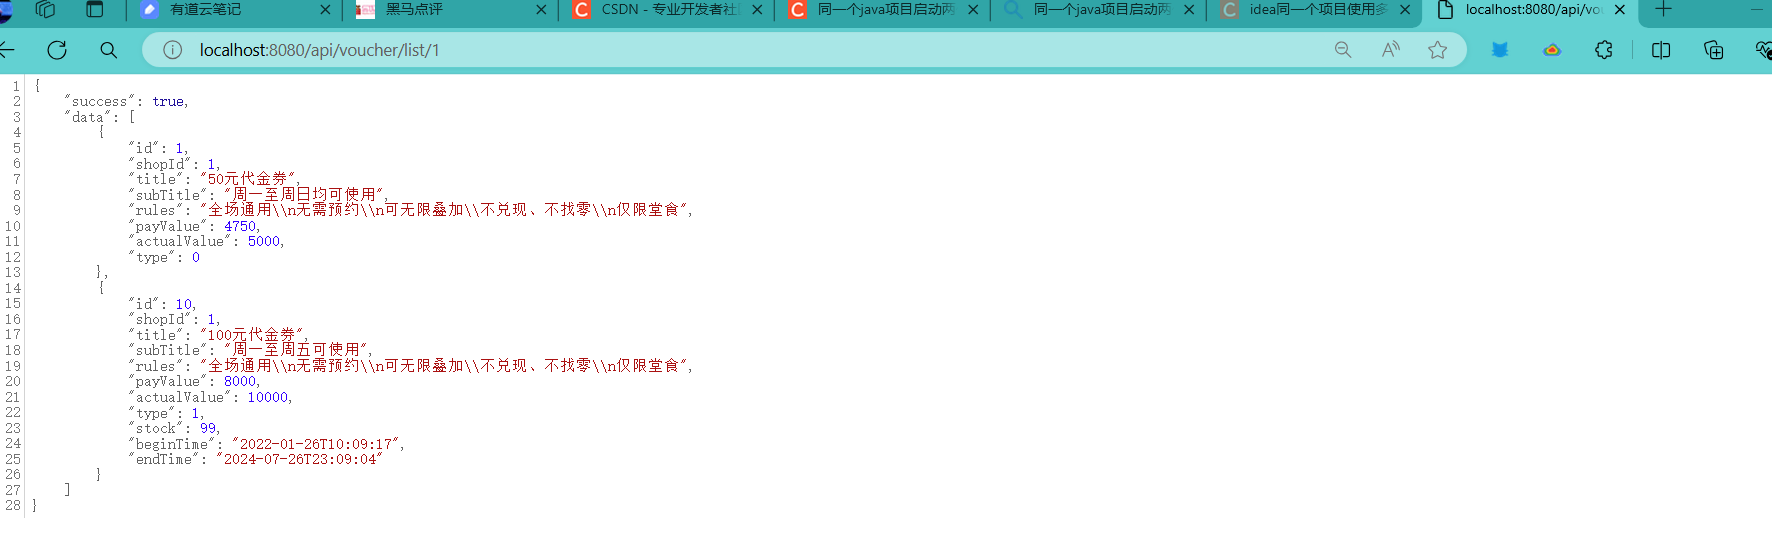 有道云笔记
黑马点评
CSDN - 专业开发者社
同一个java项目启动两
同一个java项目启动两
idea同一个项目使用多
localhost:8080/api/vou
localhost:8080/api/voucher/list/1
1 {
2 "success": true,
3 "data": [
4 {
5 "id": 1,
6 "shopId": 1,
7 "title": "50元代金券",
8 "subTitle": "周一至周日均可使用",
9 "rules": "全场通用\\n无需预约\\n可无限叠加\\不兑现、不找零\\n仅限堂食",
10 "payValue": 4750,
11 "actualValue": 5000,
12 "type": 0
13 },
14 {
15 "id": 10,
16 "shopId": 1,
17 "title": "100元代金券",
18 "subTitle": "周一至周五可使用",
19 "rules": "全场通用\\n无需预约\\n可无限叠加\\不兑现、不找零\\n仅限堂食",
20 "payValue": 8000,
21 "actualValue": 10000,
22 "type": 1,
23 "stock": 99,
24 "beginTime": "2022-01-26T10:09:17",
25 "endTime": "2024-07-26T23:09:04"
26 }
27 ]
28 }